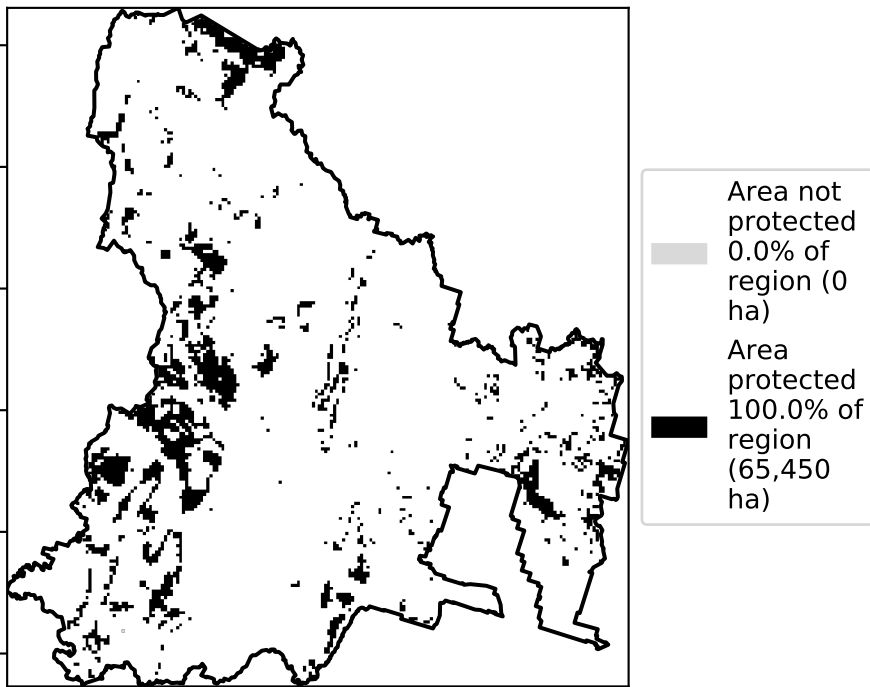 Area not
protected
0.0% of
region (0
ha)
Area
protected
100.0% of
region
(65,450
ha)